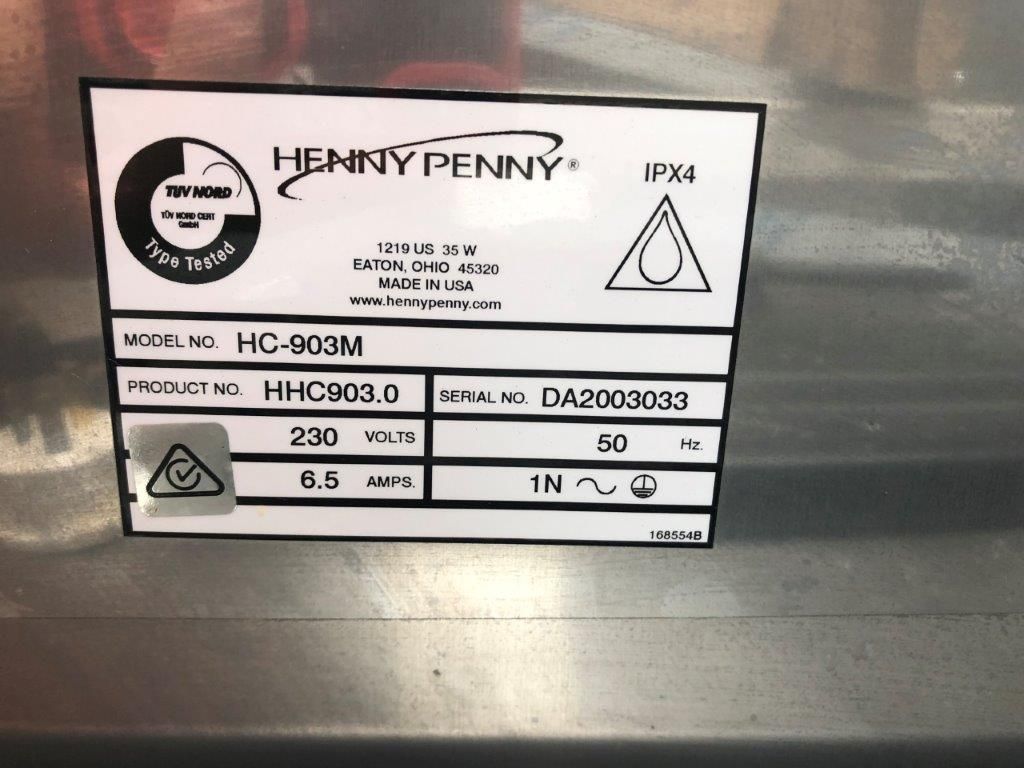 TUV NORD
TÜV NORD CERT
GmbH
Type Tested
HENNY PENNY®
IPX4
1219 US 35 W
EATON, OHIO 45320
MADE IN USA
www.hennypenny.com
MODEL NO. HC-903M
PRODUCT NO. HHC903.0
SERIAL NO. DA2003033
230 VOLTS
50 Hz.
6.5 AMPS.
1N
168554B